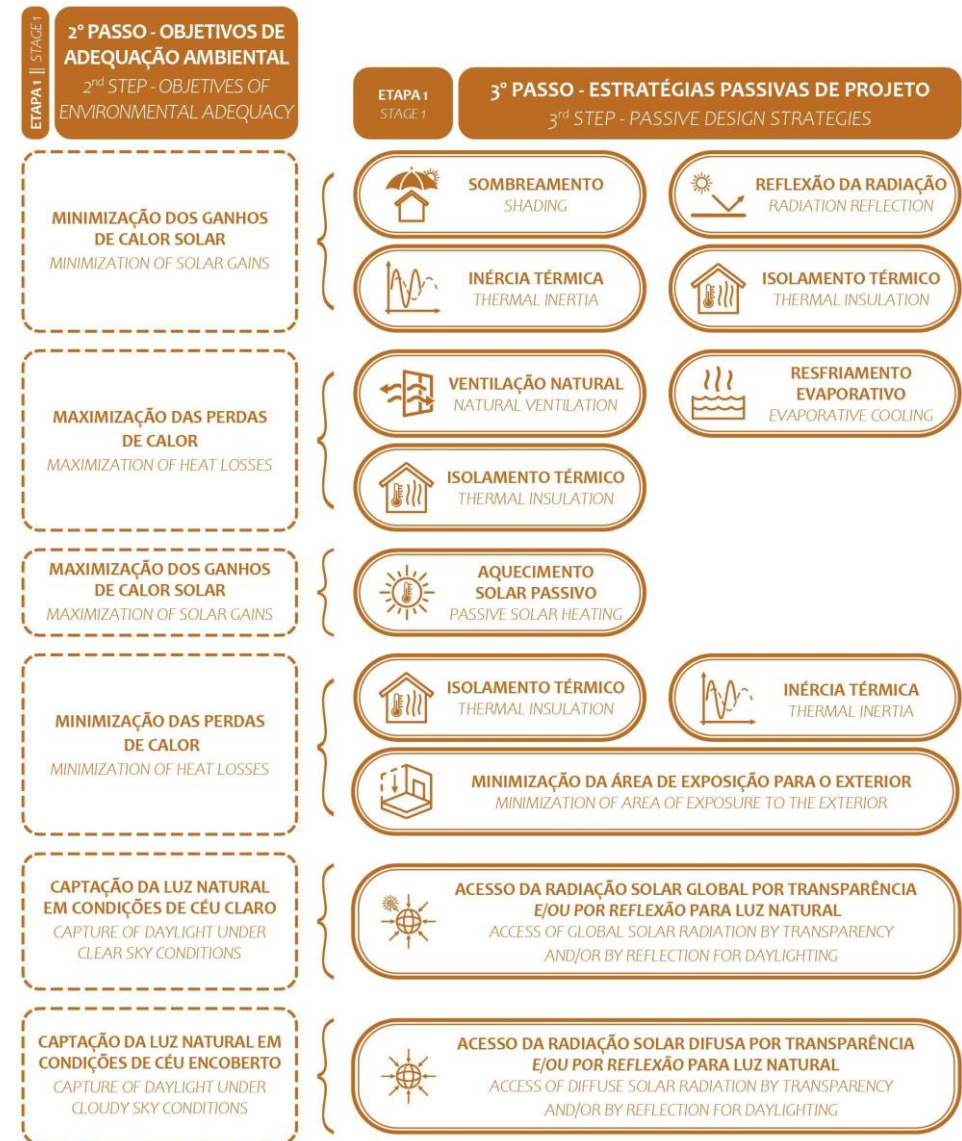 ETAPA 1 || STAGE 1
2° PASSO - OBJETIVOS DE
ADEQUAÇÃO AMBIENTAL
2nd STEP - OBJETIVES OF
ENVIRONMENTAL ADEQUACY
ETAPA 1
STAGE 1
3° PASSO - ESTRATÉGIAS PASSIVAS DE PROJETO
3rd STEP - PASSIVE DESIGN STRATEGIES
MINIMIZAÇÃO DOS GANHOS
DE CALOR SOLAR
MINIMIZATION OF SOLAR GAINS
SOMBREAMENTO
SHADING
REFLEXÃO DA RADIAÇÃO
RADIATION REFLECTION
INÉRCIA TÉRMICA
THERMAL INERTIA
ISOLAMENTO TÉRMICO
THERMAL INSULATION
MAXIMIZAÇÃO DAS PERDAS
DE CALOR
MAXIMIZATION OF HEAT LOSSES
VENTILAÇÃO NATURAL
NATURAL VENTILATION
RESFRIAMENTO
EVAPORATIVO
EVAPORATIVE COOLING
ISOLAMENTO TÉRMICO
THERMAL INSULATION
MAXIMIZAÇÃO DOS GANHOS
DE CALOR SOLAR
MAXIMIZATION OF SOLAR GAINS
AQUECIMENTO
SOLAR PASSIVO
PASSIVE SOLAR HEATING
MINIMIZAÇÃO DAS PERDAS
DE CALOR
MINIMIZATION OF HEAT LOSSES
ISOLAMENTO TÉRMICO
THERMAL INSULATION
INÉRCIA TÉRMICA
THERMAL INERTIA
MINIMIZAÇÃO DA ÁREA DE EXPOSIÇÃO PARA O EXTERIOR
MINIMIZATION OF AREA OF EXPOSURE TO THE EXTERIOR
CAPTAÇÃO DA LUZ NATURAL
EM CONDIÇÕES DE CÉU CLARO
CAPTURE OF DAYLIGHT UNDER
CLEAR SKY CONDITIONS
ACESSO DA RADIAÇÃO SOLAR GLOBAL POR TRANSPARÊNCIA
E/OU POR REFLEXÃO PARA LUZ NATURAL
ACCESS OF GLOBAL SOLAR RADIATION BY TRANSPARENCY
AND/OR BY REFLECTION FOR DAYLIGHTING
CAPTAÇÃO DA LUZ NATURAL EM
CONDIÇÕES DE CÉU ENCOBERTO
CAPTURE OF DAYLIGHT UNDER
CLOUDY SKY CONDITIONS
ACESSO DA RADIAÇÃO SOLAR DIFUSA POR TRANSPARÊNCIA
E/OU POR REFLEXÃO PARA LUZ NATURAL
ACCESS OF DIFFUSE SOLAR RADIATION BY TRANSPARENCY
AND/OR BY REFLECTION FOR DAYLIGHTING